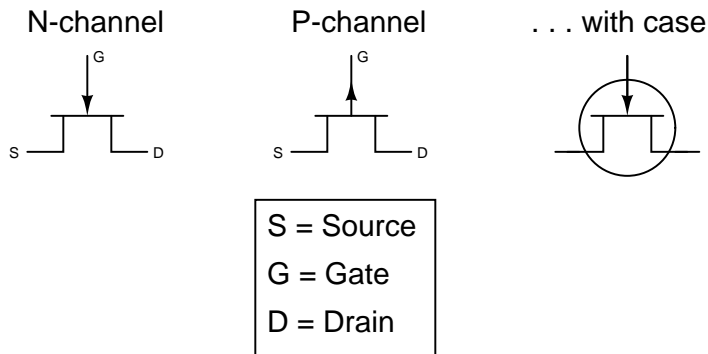 N-channel P-channel . . . with case
G G
S D S D
S = Source
G = Gate
D = Drain